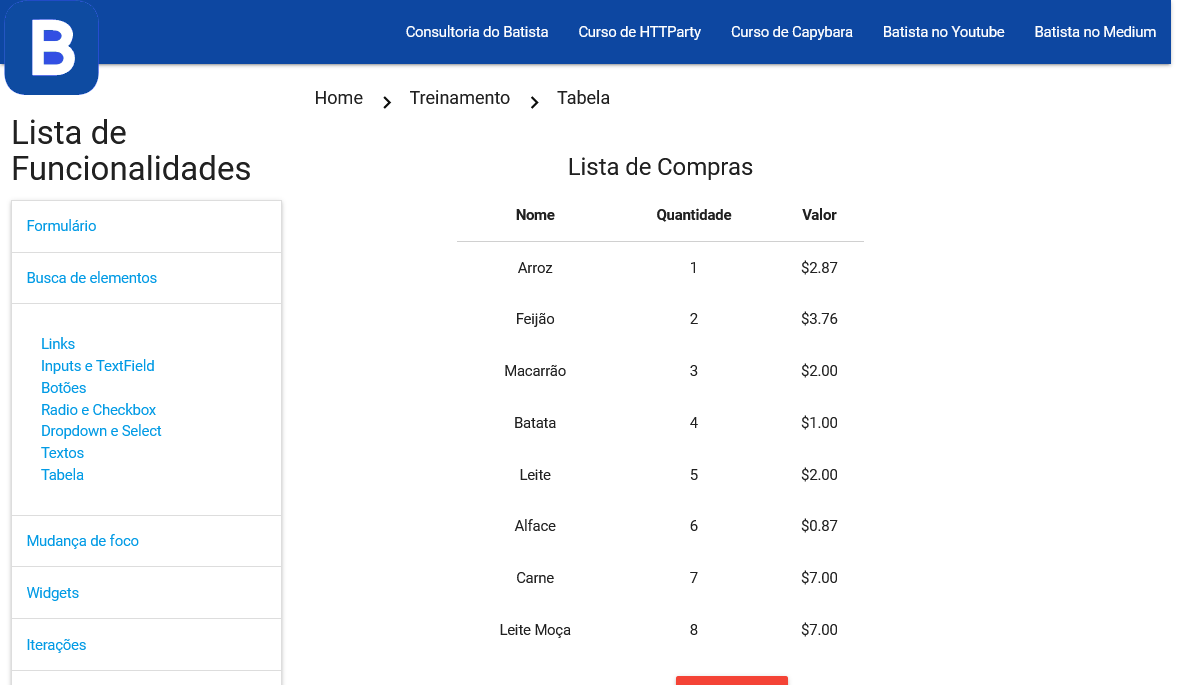 B
Consultoria do Batista Curso de HTTParty Curso de Capybara Batista no Youtube Batista no Medium
Home Treinamento Tabela
Lista de
Funcionalidades
Formulário
Busca de elementos
Links
Inputs e TextField
Botões
Radio e Checkbox
Dropdown e Select
Textos
Tabela
Mudança de foco
Widgets
Iterações
Lista de Compras
Nome Quantidade Valor
Arroz 1 $2.87
Feijão 2 $3.76
Macarrão 3 $2.00
Batata 4 $1.00
Leite 5 $2.00
Alface 6 $0.87
Carne 7 $7.00
Leite Moça 8 $7.00